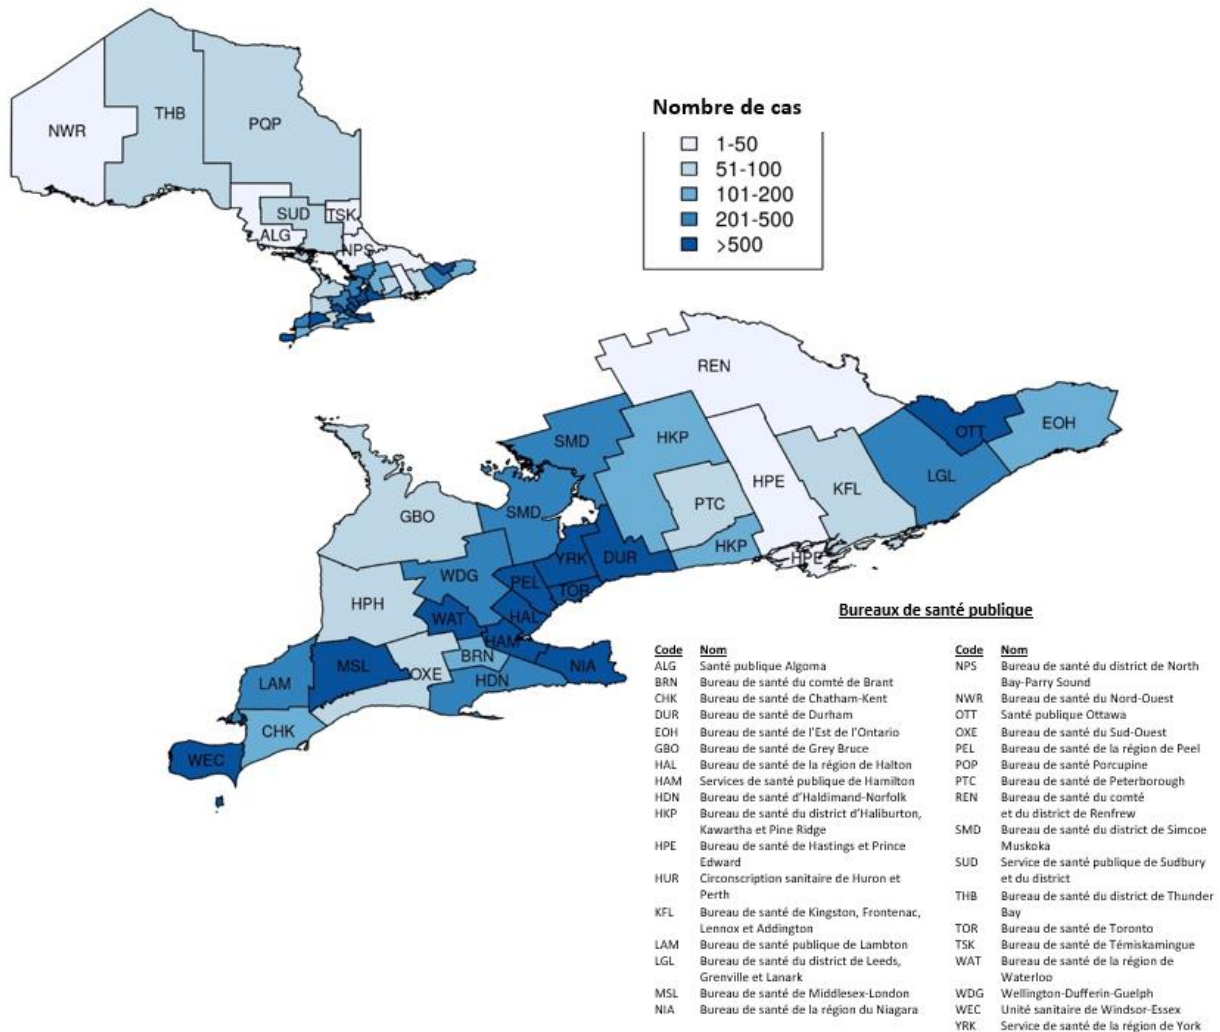 NWR
THB
PQP
SUD
TSK
ALG
NPS
Nombre de cas
1-50
51-100
101-200
201-500
>500
REN
SMD
HKP
OTT
EOH
HPE
KFL
LGL
PTC
GBO
SMD
HKP
HPE
YRK
DUR
WDG
PEL
TOR
HPH
WAT
HAL
HAM
MSL
OXE
BRN
NIA
LAM
HDN
CHK
WEC
Bureaux de santé publique
Code Nom
ALG Santé publique Algoma
BRN Bureau de santé du comté de Brant
CHK Bureau de santé de Chatham-Kent
DUR Bureau de santé de Durham
EOH Bureau de santé de l'Est de l'Ontario
GBO Bureau de santé de Grey Bruce
HAL Bureau de santé de la région de Halton
HAM Services de santé publique de Hamilton
HDN Bureau de santé d'Haldimand-Norfolk
HKP Bureau de santé du district d'Haliburton,
Kawartha et Pine Ridge
HPE Bureau de santé de Hastings et Prince
Edward
HUR Circonscription sanitaire de Huron et
Perth
KFL Bureau de santé de Kingston, Frontenac,
Lennox et Addington
LAM Bureau de santé publique de Lambton
LGL Bureau de santé du district de Leeds,
Grenville et Lanark
MSL Bureau de santé de Middlesex-London
NIA Bureau de santé de la région du Niagara
Code Nom
NPS Bureau de santé du district de North
Bay-Parry Sound
NWR Bureau de santé du Nord-Ouest
OTT Santé publique Ottawa
OXE Bureau de santé du Sud-Ouest
PEL Bureau de santé de la région de Peel
POP Bureau de santé Porcupine
PTC Bureau de santé de Peterborough
REN Bureau de santé du comté
et du district de Renfrew
SMD Bureau de santé du district de Simcoe
Muskoka
SUD Service de santé publique de Sudbury
et du district
THB Bureau de santé du district de Thunder
Bay
TOR Bureau de santé de Toronto
TSK Bureau de santé de Témiskamingue
WAT Bureau de santé de la région de
Waterloo
WDG Wellington-Dufferin-Guelph
WEC Unité sanitaire de Windsor-Essex
YRK Service de santé de la région de York